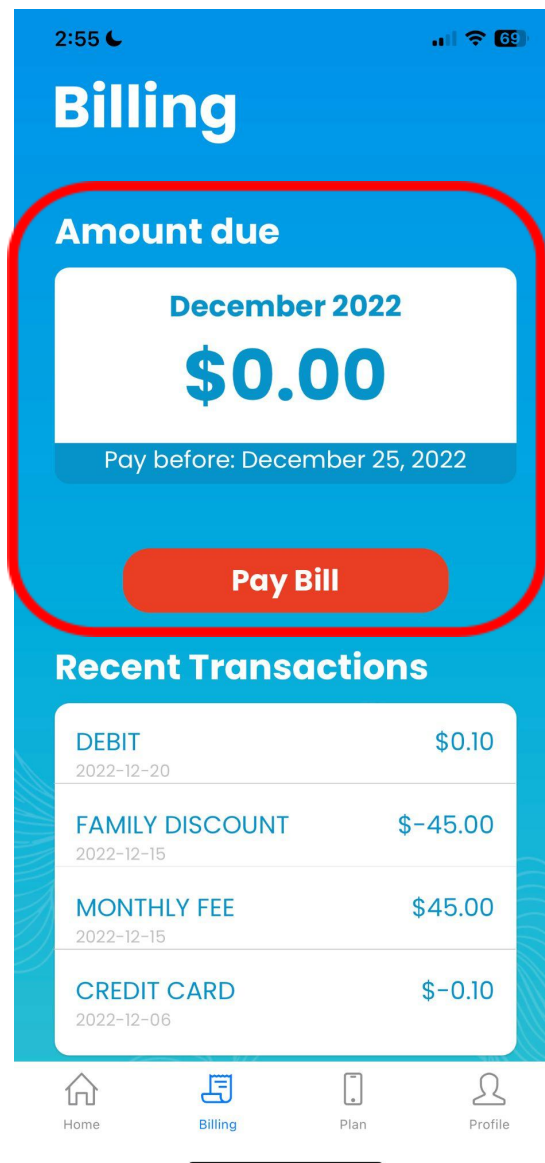 2:55
69
Billing
Amount due
December 2022
$0.00
Pay before: December 25, 2022
Pay Bill
Recent Transactions
DEBIT $0.10
2022-12-20
FAMILY DISCOUNT $-45.00
2022-12-15
MONTHLY FEE $45.00
2022-12-15
CREDIT CARD $-0.10
2022-12-06
Home Billing Plan Profile